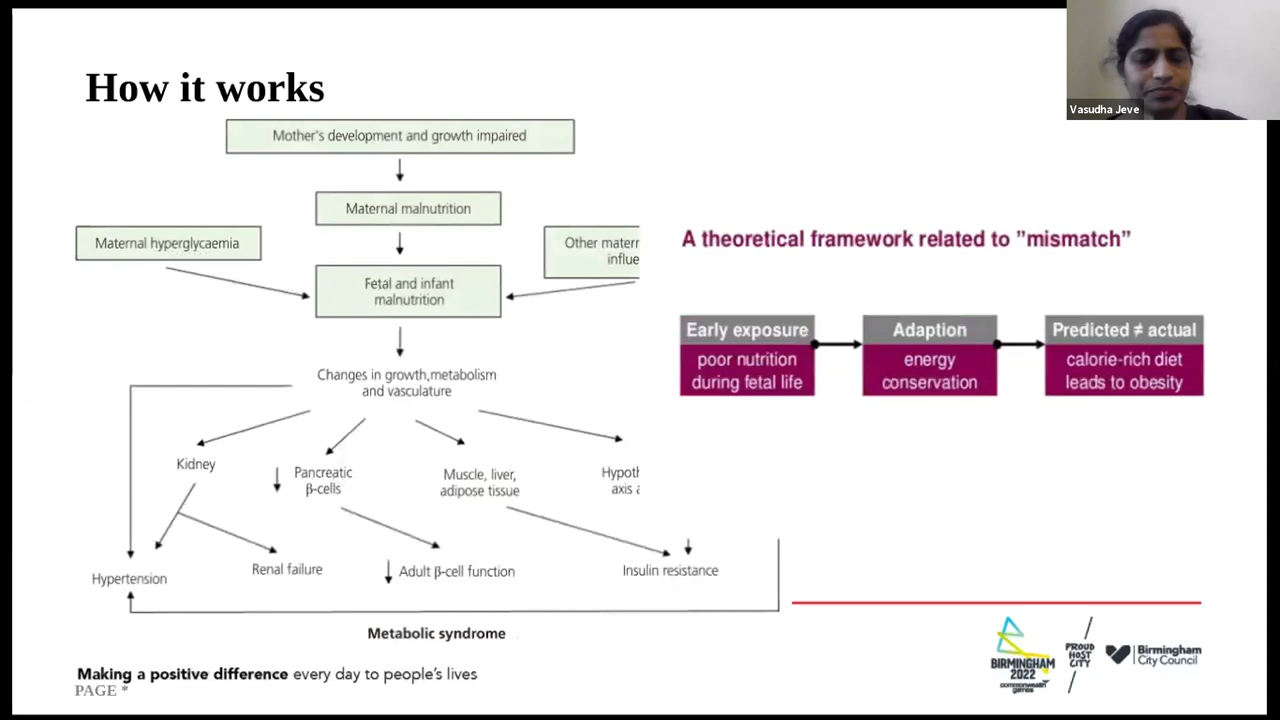 How it works
Vasudha Jeve
Mother's development and growth impaired
Maternal malnutrition
Maternal hyperglycaemia
Other
Fetal and infant
malnutrition
Changes in growth,metabolism
and vasculature
Kidney
Pancreatic
β-cells
Muscle, liver,
adipose tissue
axis
Hypertension
Renal failure
Adult β-cell function
Insulin resistance
Metabolic syndrome
A theoretical framework related to ”mismatch”
Early exposure
poor nutrition
during fetal life
Adaption
energy
conservation
Predicted ≠ actual
calorie-rich diet
leads to obesity
Making a positive difference every day to people's lives
PAGE *
BIRMINGHAM
2022
commonwealth
games
PROUD
HOST
CITY
Birmingham
City Council